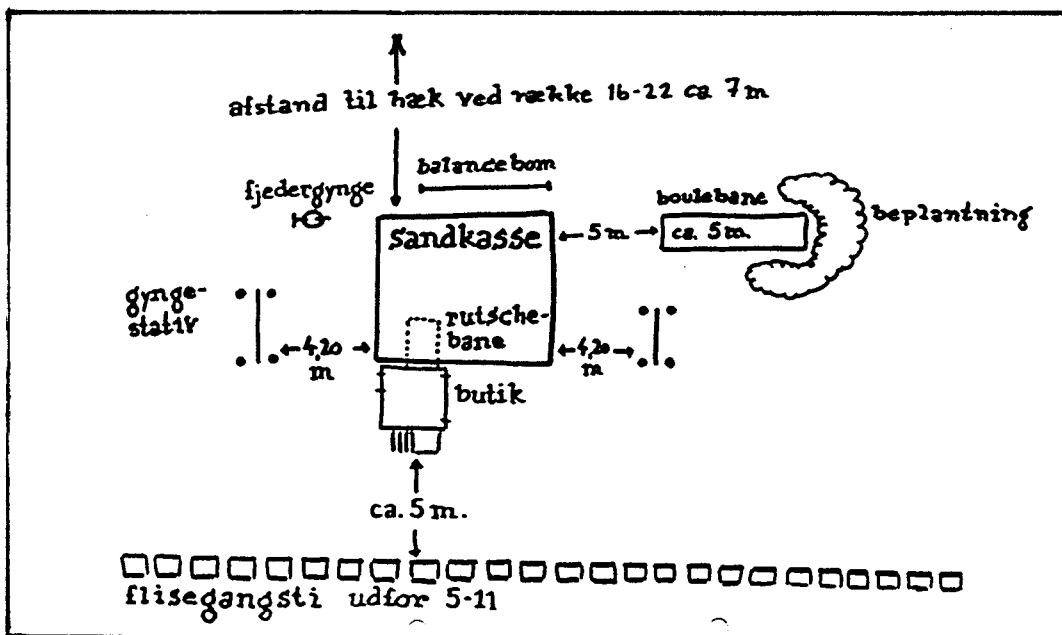 afstand til hæk ved række 16-22 ca 7 m
balancebom
fjedergynge
boulebane
beplantning
sandkasse
5 m
ca. 5 m.
gynge-
stativ
rutsche-
bane
4,20
m
4,20
m
butik
ca. 5 m.
flisegangsti udfor 5-11